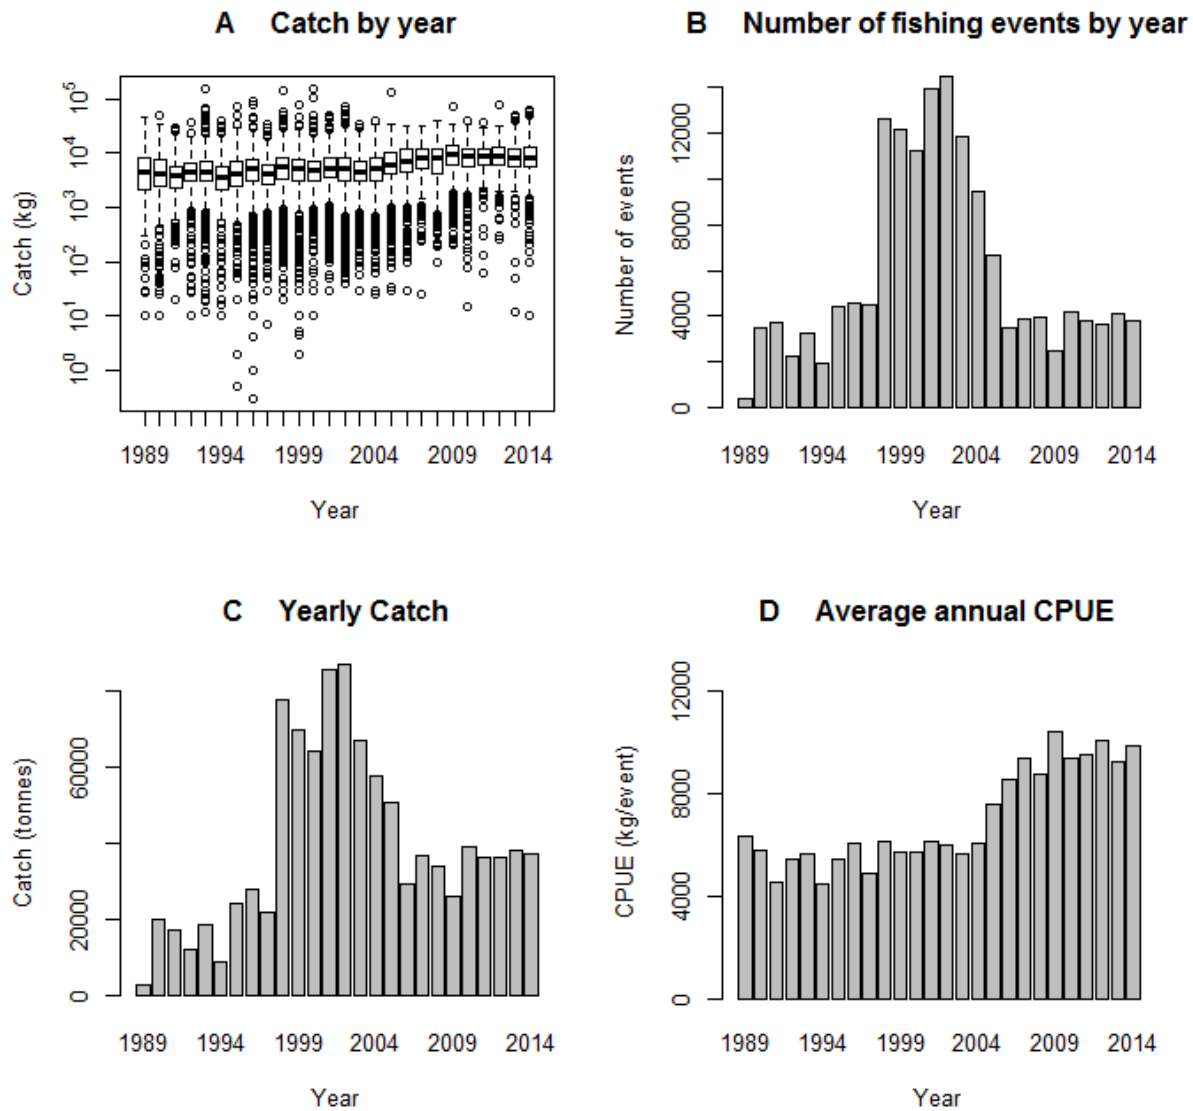 A Catch by year
Catch (kg)
10^5
10^4
10^3
10^2
10^1
10^0
1989 1994 1999 2004 2009 2014
Year
B Number of fishing events by year
Number of events
12000
8000
4000
0
1989 1994 1999 2004 2009 2014
Year
C Yearly Catch
Catch (tonnes)
60000
20000
0
1989 1994 1999 2004 2009 2014
Year
D Average annual CPUE
CPUE (kg/event)
12000
8000
4000
0
1989 1994 1999 2004 2009 2014
Year